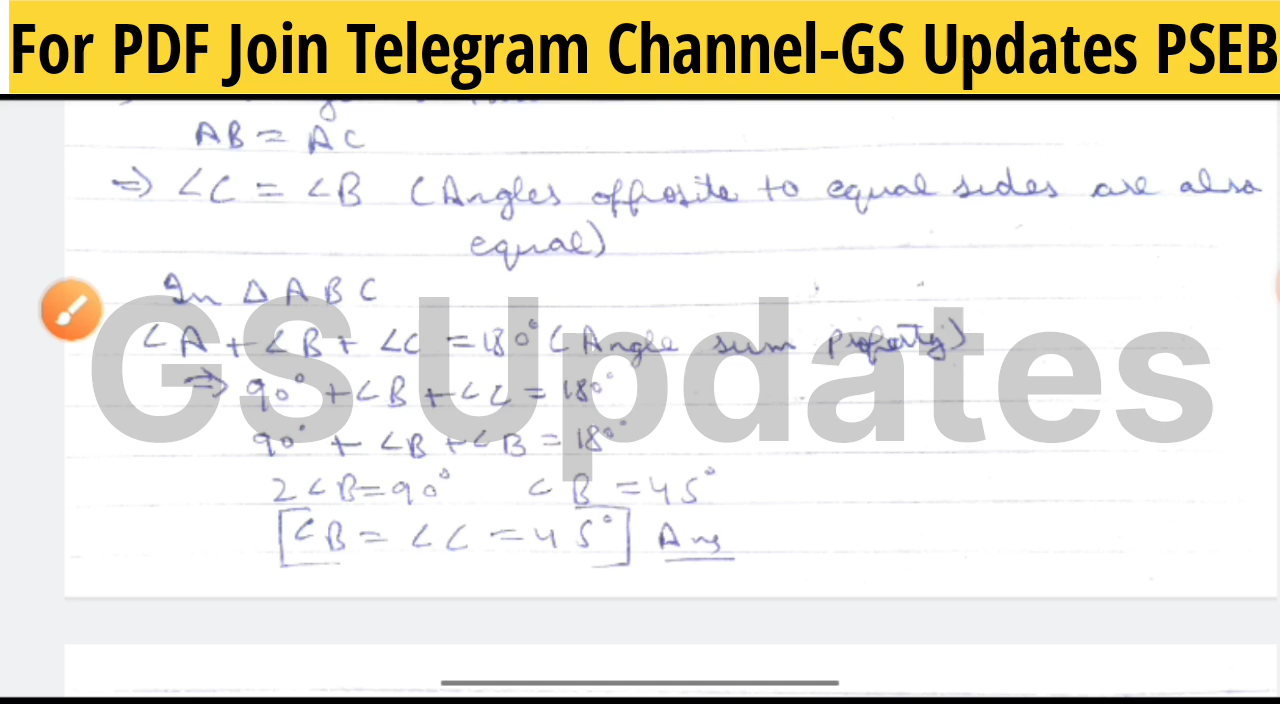 For PDF Join Telegram Channel-GS Updates PSEB
AB = AC
⇒ ∠C = ∠B (Angles opposite to equal sides are also
equal)
In Δ ABC
∠A + ∠B + ∠C = 180° (Angle sum property)
⇒ 90° + ∠B + ∠C = 180°
90° + ∠B + ∠B = 180°
2∠B = 90° ∠B = 45°
[∠B = ∠C = 45°] Ans
GS Updates